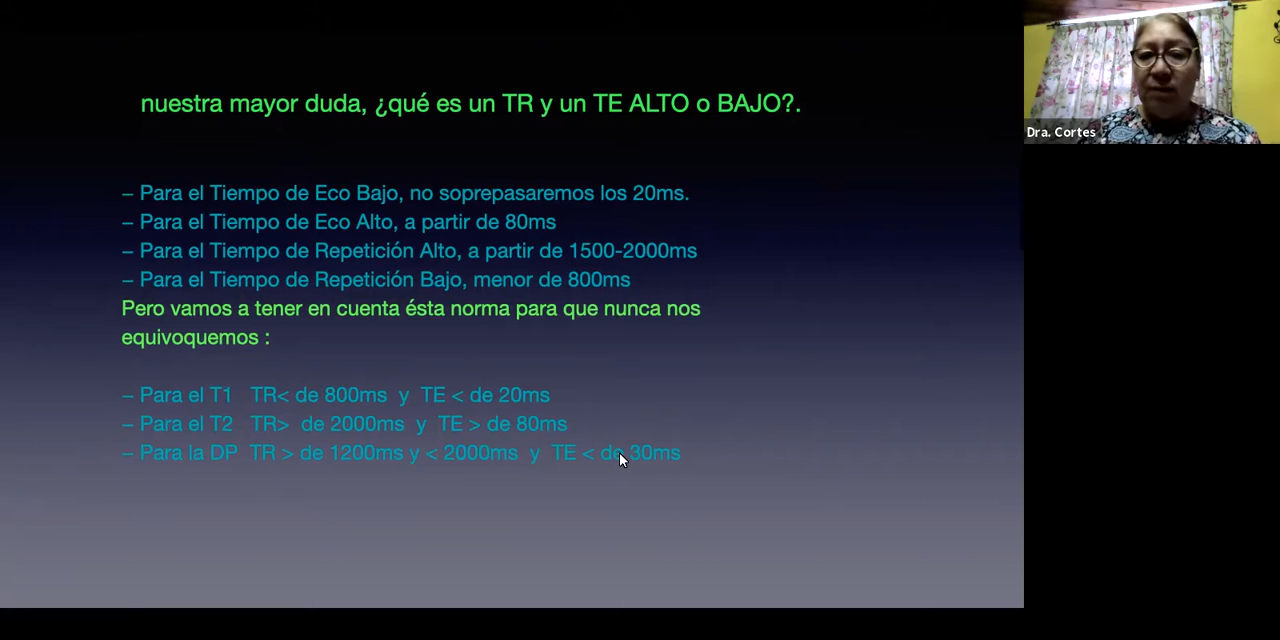 nuestra mayor duda, ¿qué es un TR y un TE ALTO o BAJO?.
Dra. Cortes
– Para el Tiempo de Eco Bajo, no soprepasaremos los 20ms.
– Para el Tiempo de Eco Alto, a partir de 80ms
– Para el Tiempo de Repetición Alto, a partir de 1500-2000ms
– Para el Tiempo de Repetición Bajo, menor de 800ms
Pero vamos a tener en cuenta ésta norma para que nunca nos
equivoquemos :
– Para el T1 TR< de 800ms y TE < de 20ms
– Para el T2 TR> de 2000ms y TE > de 80ms
– Para la DP TR > de 1200ms y < 2000ms y TE < de 30ms